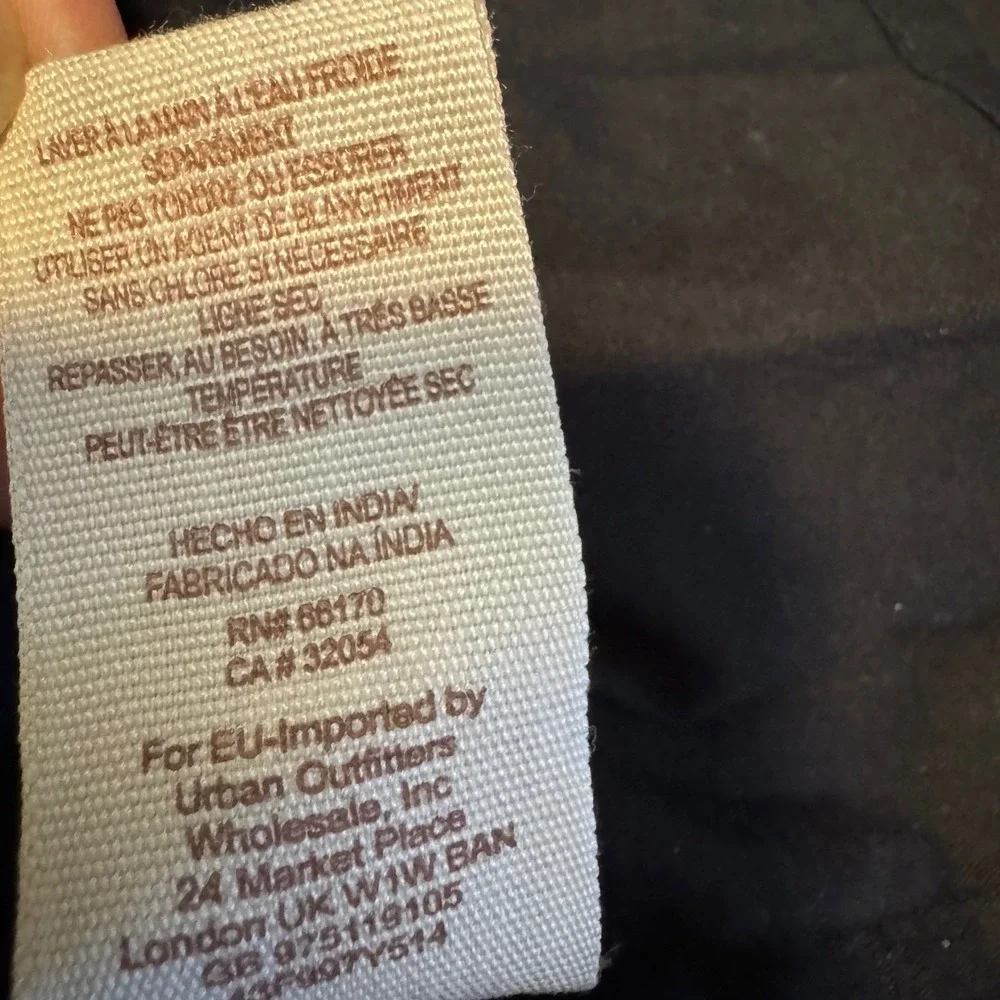 LAVER À LA MAIN À L'EAU FROIDE
SÉPARÉMENT
NE PAS TORDRE OU ESSORER
UTILISER UN AGENT DE BLANCHIMENT
SANS CHLORE SI NÉCESSAIRE
LIGNE SEC
REPASSER, AU BESOIN, À TRÈS BASSE
TEMPÉRATURE
PEUT-ÊTRE ÊTRE NETTOYÉE SEC
HECHO EN INDIA/
FABRICADO NA ÍNDIA
RN# 66170
CA# 32054
For EU-Imported by
Urban Outfitters
Wholesale, Inc
24 Market Place
London UK W1W 8AN
GB 975119105